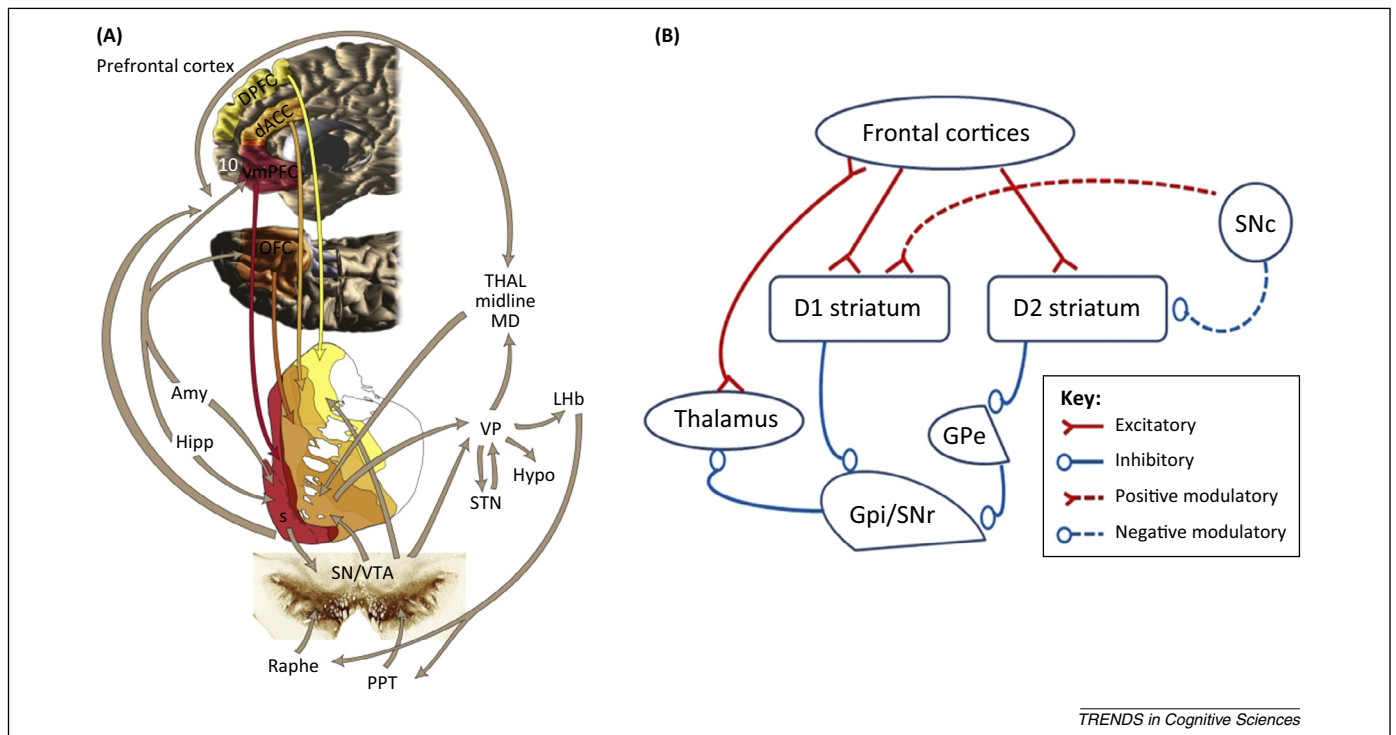 (A)
Prefrontal cortex
DPFC
dACC
10
vmPFC
OFC
THAL
midline
MD
Amy
Hipp
LHb
VP
Hypo
STN
s
SN/VTA
Raphe
PPT
(B)
Frontal cortices
SNc
D1 striatum
D2 striatum
Thalamus
GPe
Gpi/SNr
Key:
Excitatory
Inhibitory
Positive modulatory
Negative modulatory
TRENDS in Cognitive Sciences